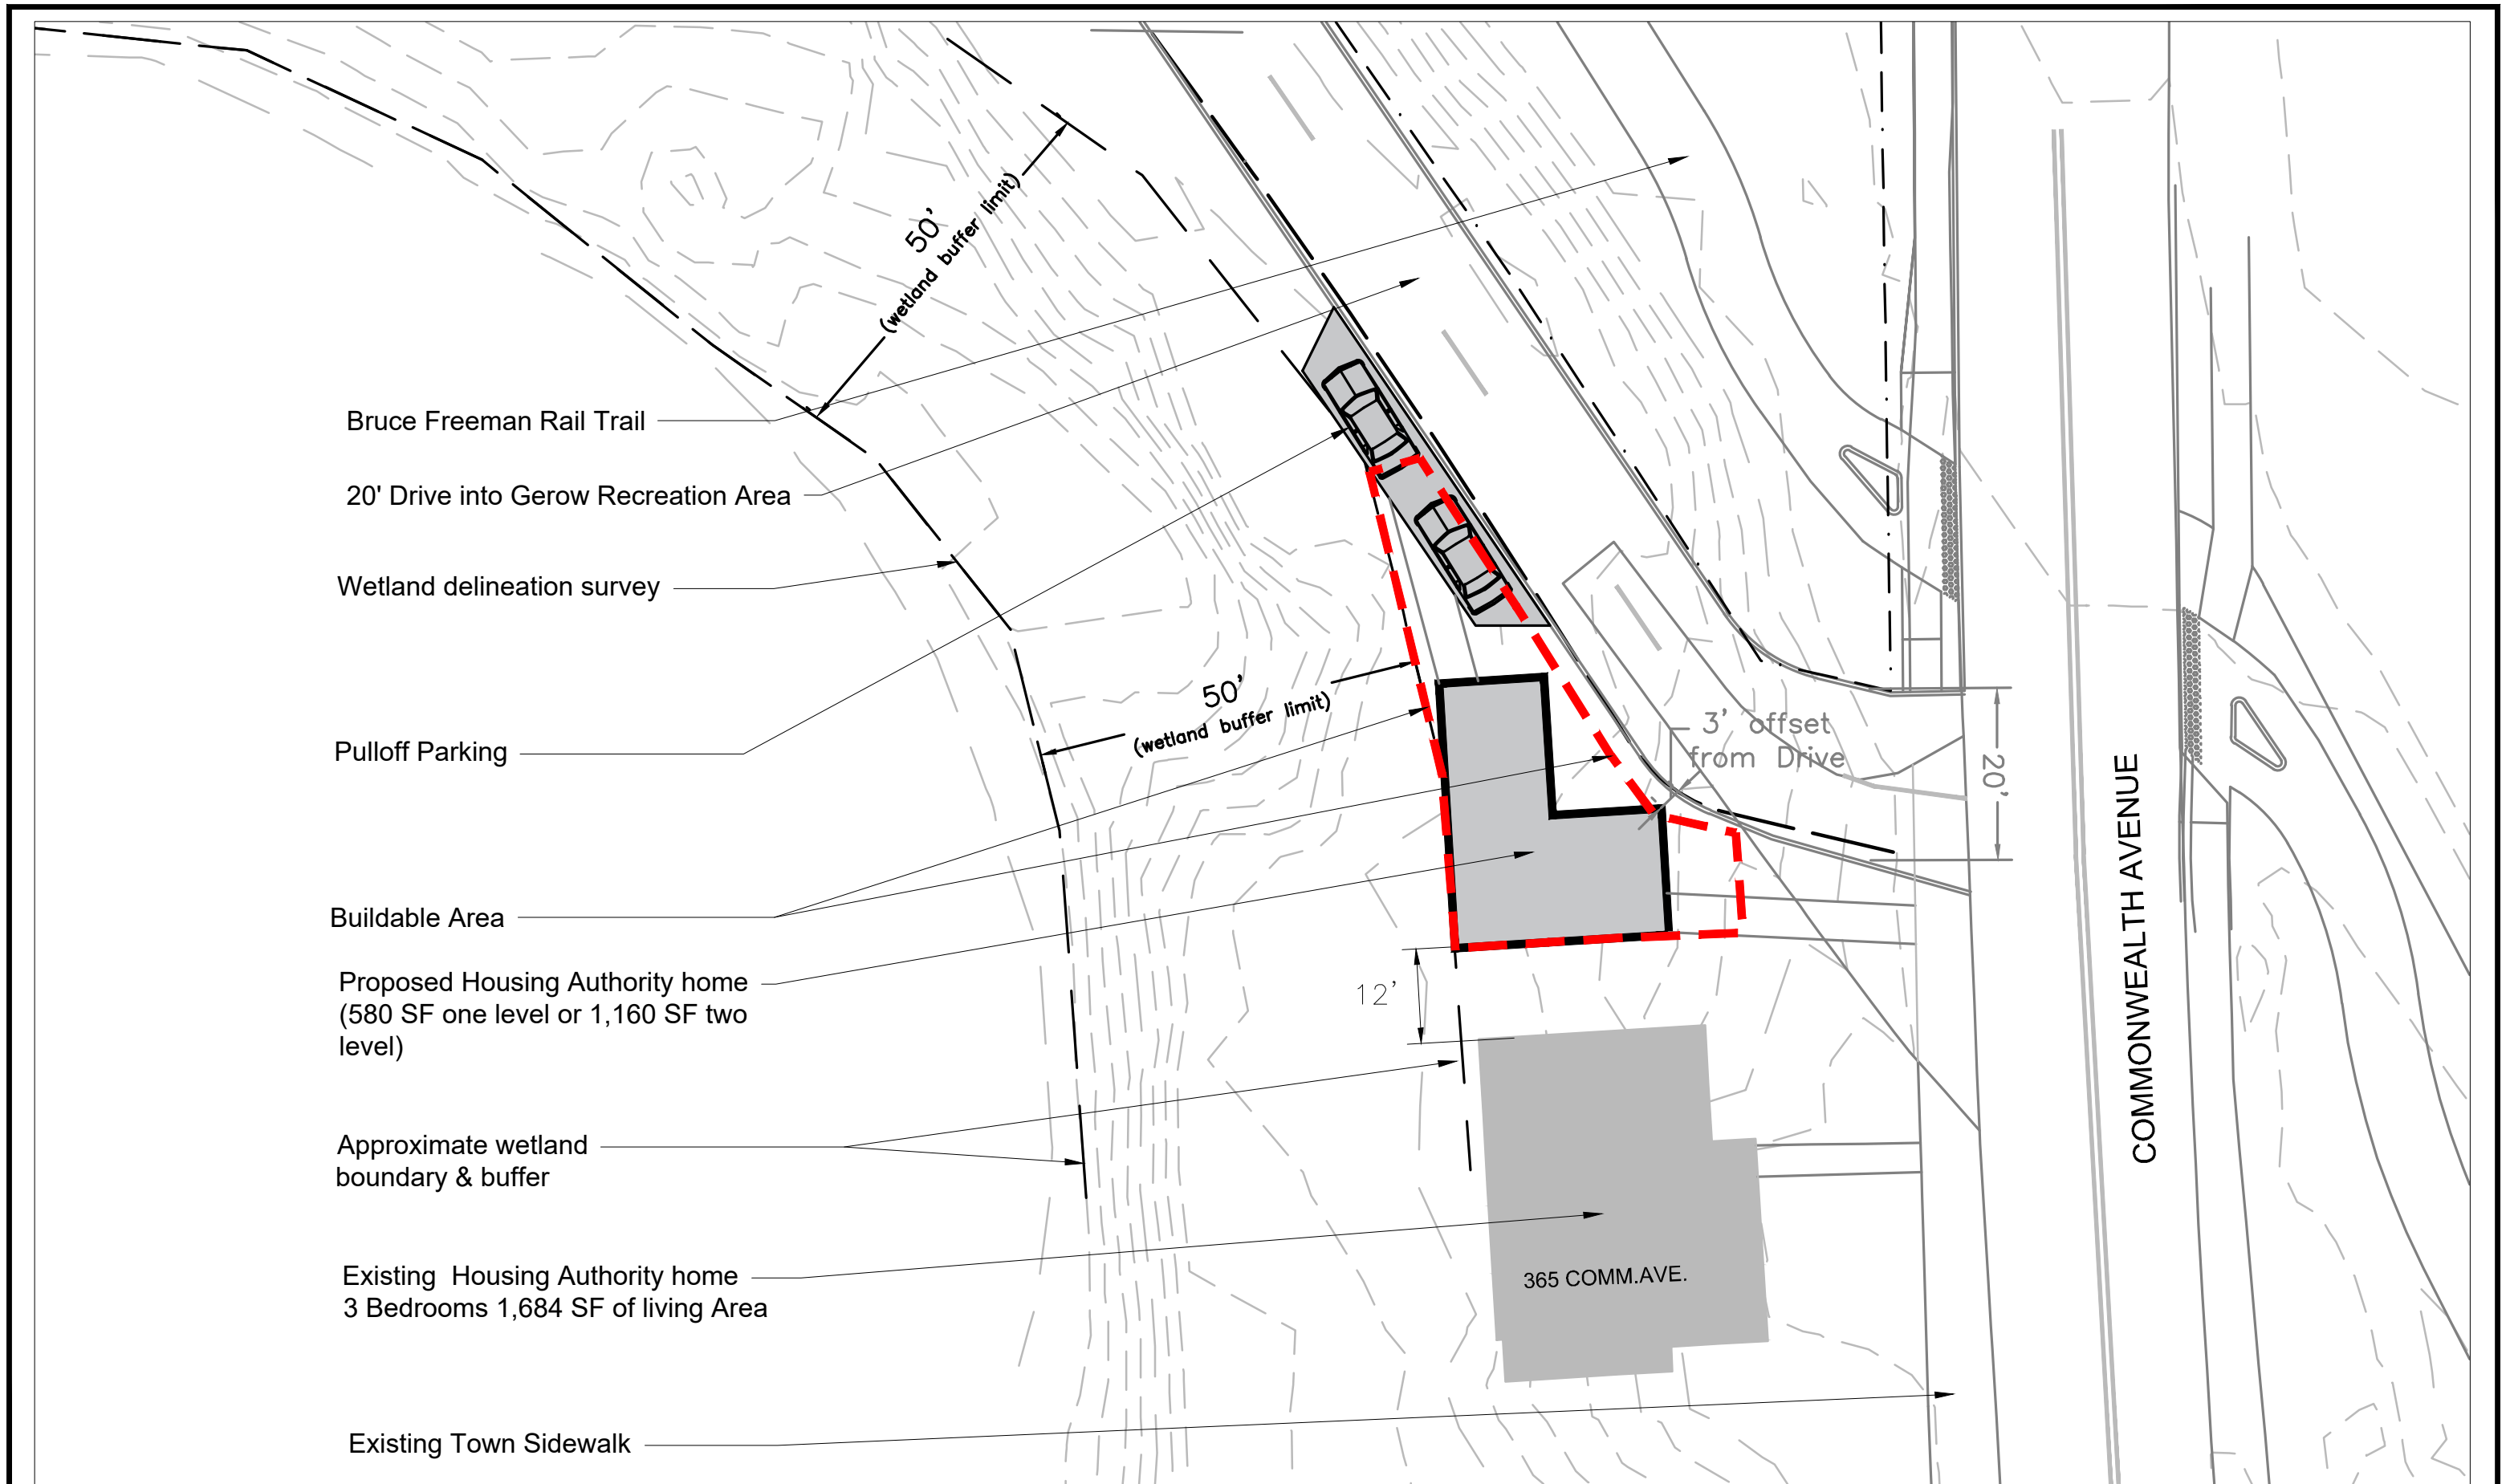 50'
(wetland buffer limit)
Bruce Freeman Rail Trail
20' Drive into Gerow Recreation Area
Wetland delineation survey
50'
(wetland buffer limit)
3' offset
from Drive
Pulloff Parking
20'
COMMONWEALTH AVENUE
Buildable Area
Proposed Housing Authority home
(580 SF one level or 1,160 SF two
level)
12'
Approximate wetland
boundary & buffer
Existing Housing Authority home
3 Bedrooms 1,684 SF of living Area
365 COMM.AVE.
Existing Town Sidewalk